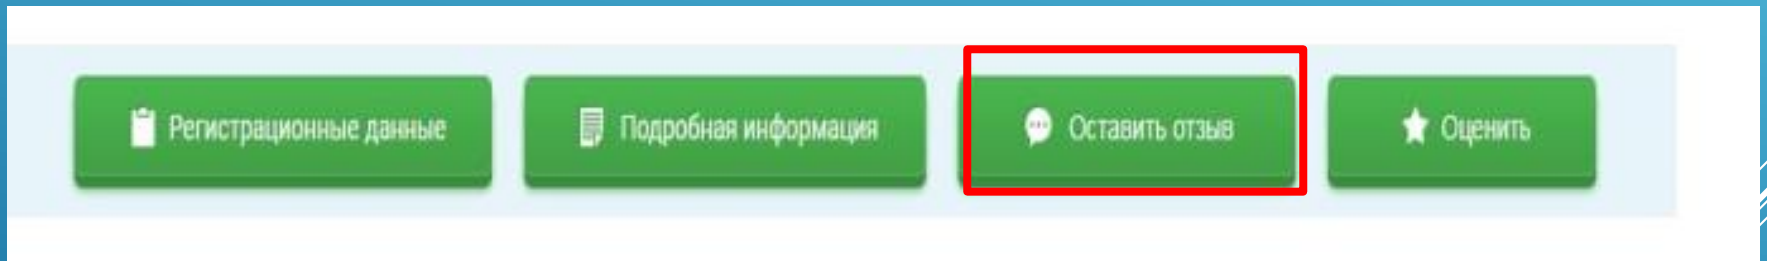 Регистрационные данные
Подробная информация
Оставить отзыв
Оценить